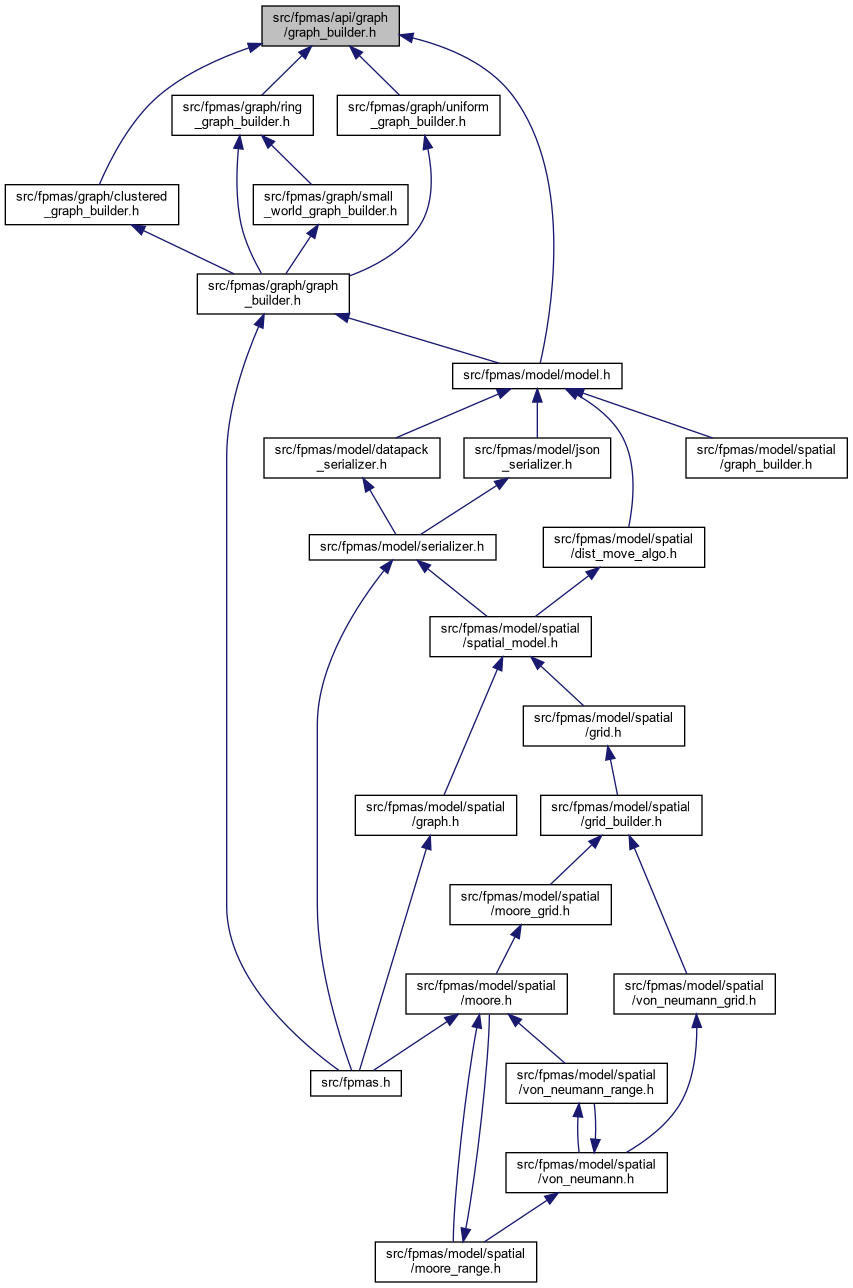 src/fpmas/api/graph
/graph_builder.h
src/fpmas/graph/ring
_graph_builder.h
src/fpmas/graph/uniform
_graph_builder.h
src/fpmas/graph/clustered
_graph_builder.h
src/fpmas/graph/small
_world_graph_builder.h
src/fpmas/graph/graph
_builder.h
src/fpmas/model/model.h
src/fpmas/model/datapack
_serializer.h
src/fpmas/model/json
_serializer.h
src/fpmas/model/spatial
/graph_builder.h
src/fpmas/model/serializer.h
src/fpmas/model/spatial
/dist_move_algo.h
src/fpmas/model/spatial
/spatial_model.h
src/fpmas/model/spatial
/grid.h
src/fpmas/model/spatial
/graph.h
src/fpmas/model/spatial
/grid_builder.h
src/fpmas/model/spatial
/moore_grid.h
src/fpmas/model/spatial
/moore.h
src/fpmas/model/spatial
/von_neumann_grid.h
src/fpmas.h
src/fpmas/model/spatial
/von_neumann_range.h
src/fpmas/model/spatial
/von_neumann.h
src/fpmas/model/spatial
/moore_range.h